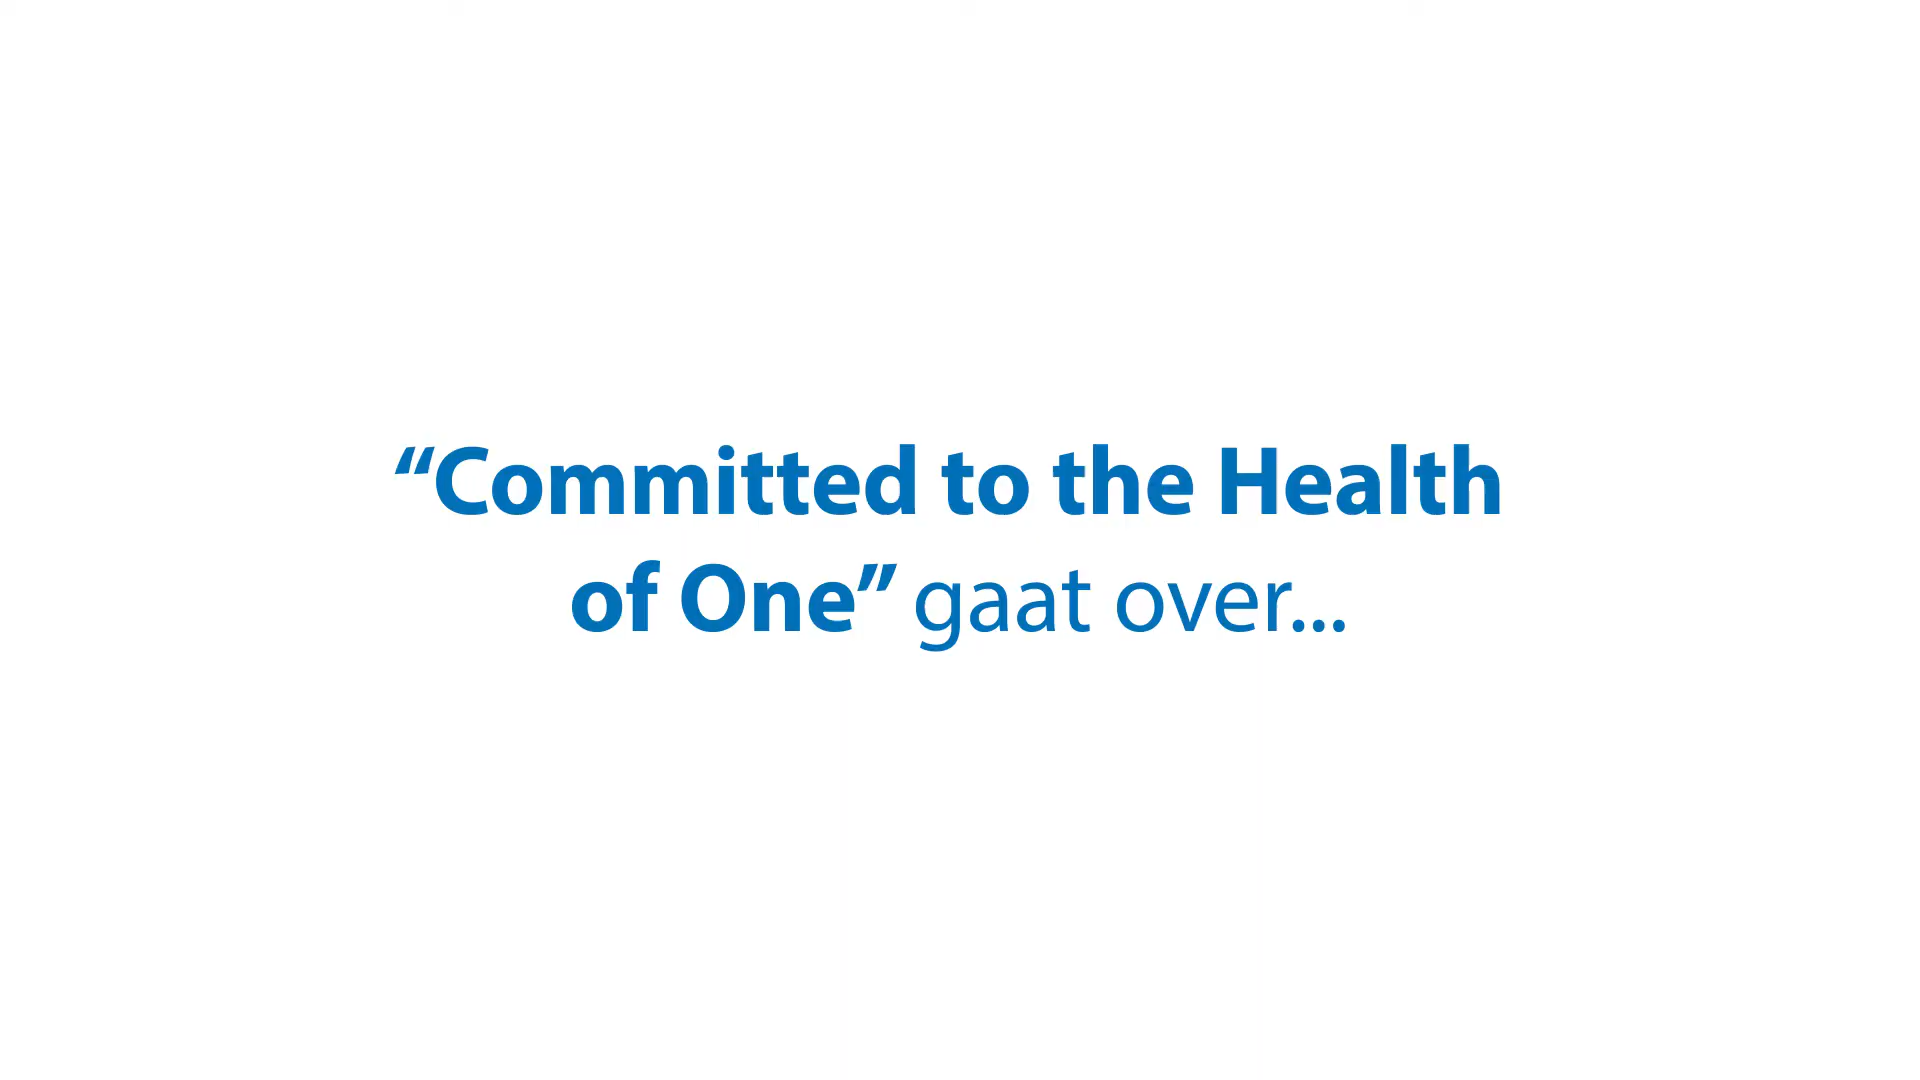 “Committed to the Health
of One” gaat over...